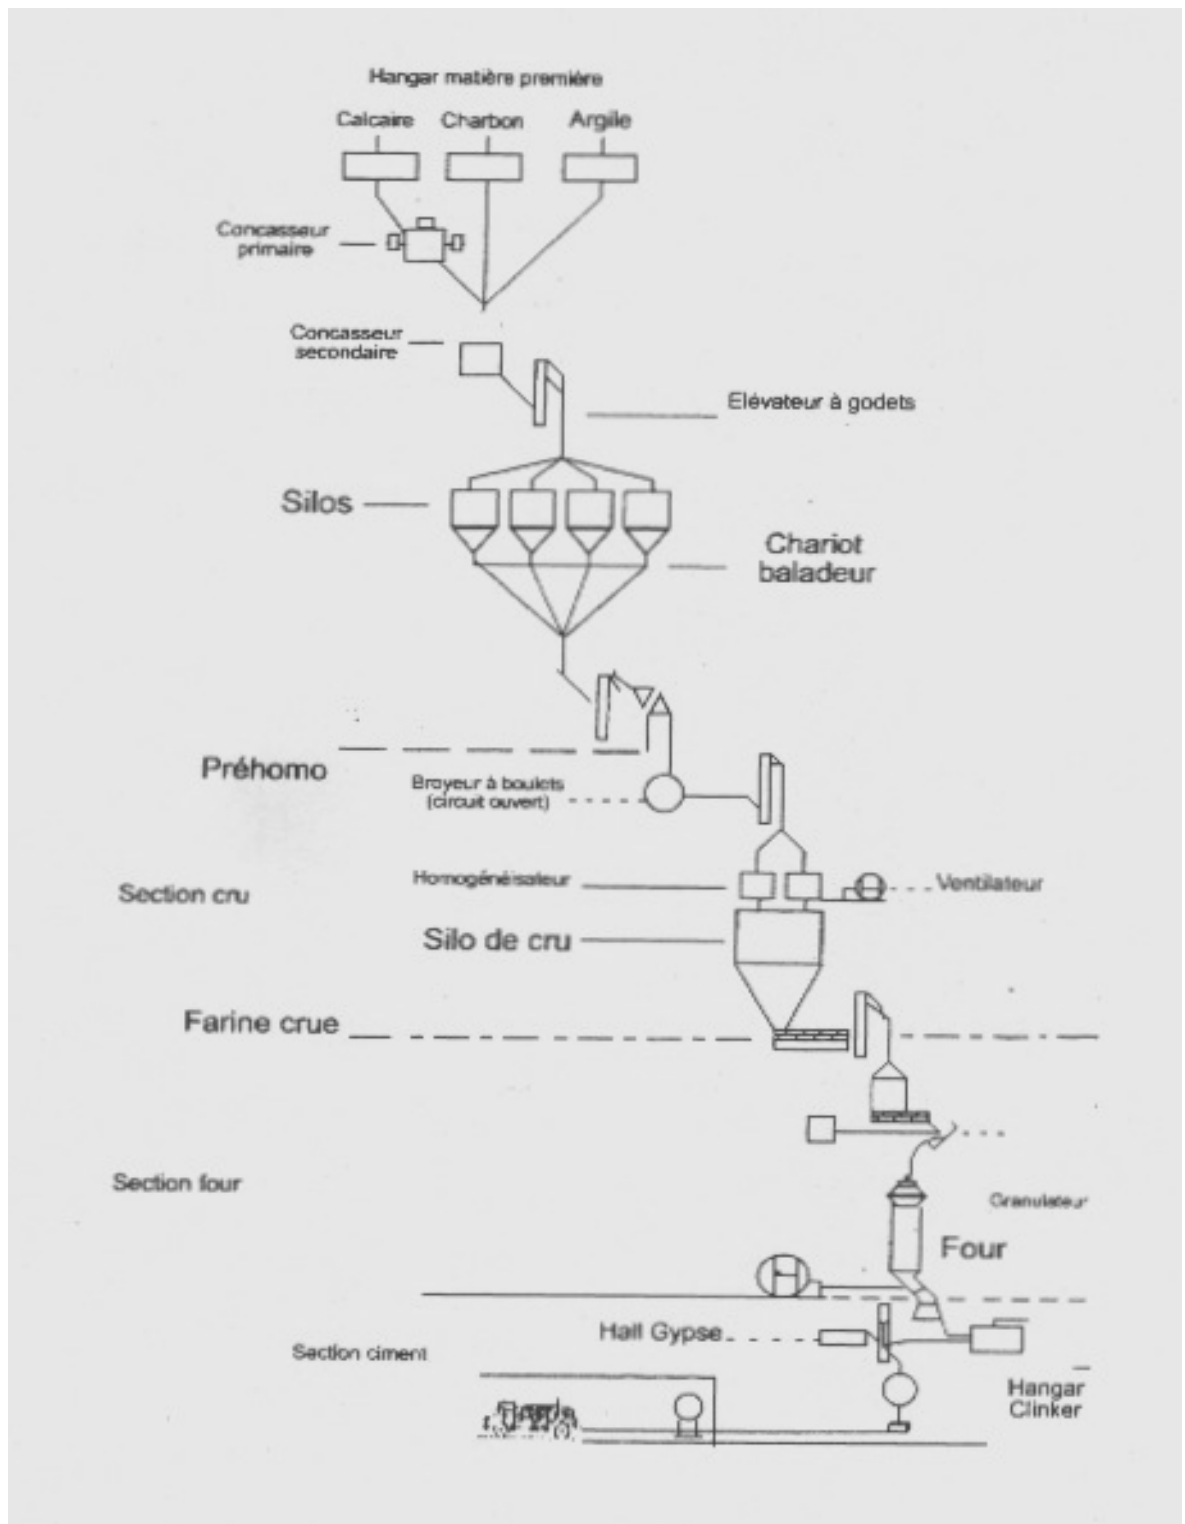 Hangar matière première
Calcaire Charbon Argile
Concasseur
primaire
Concasseur
secondaire
Elévateur à godets
Silos
Chariot
baladeur
Préhomo
Broyeur à boulets
(circuit ouvert)
Homogénéisateur
Ventilateur
Section cru
Silo de cru
Farine crue
Section four
Granulateur
Four
Hall Gypse
Section ciment
Hangar
Clinker